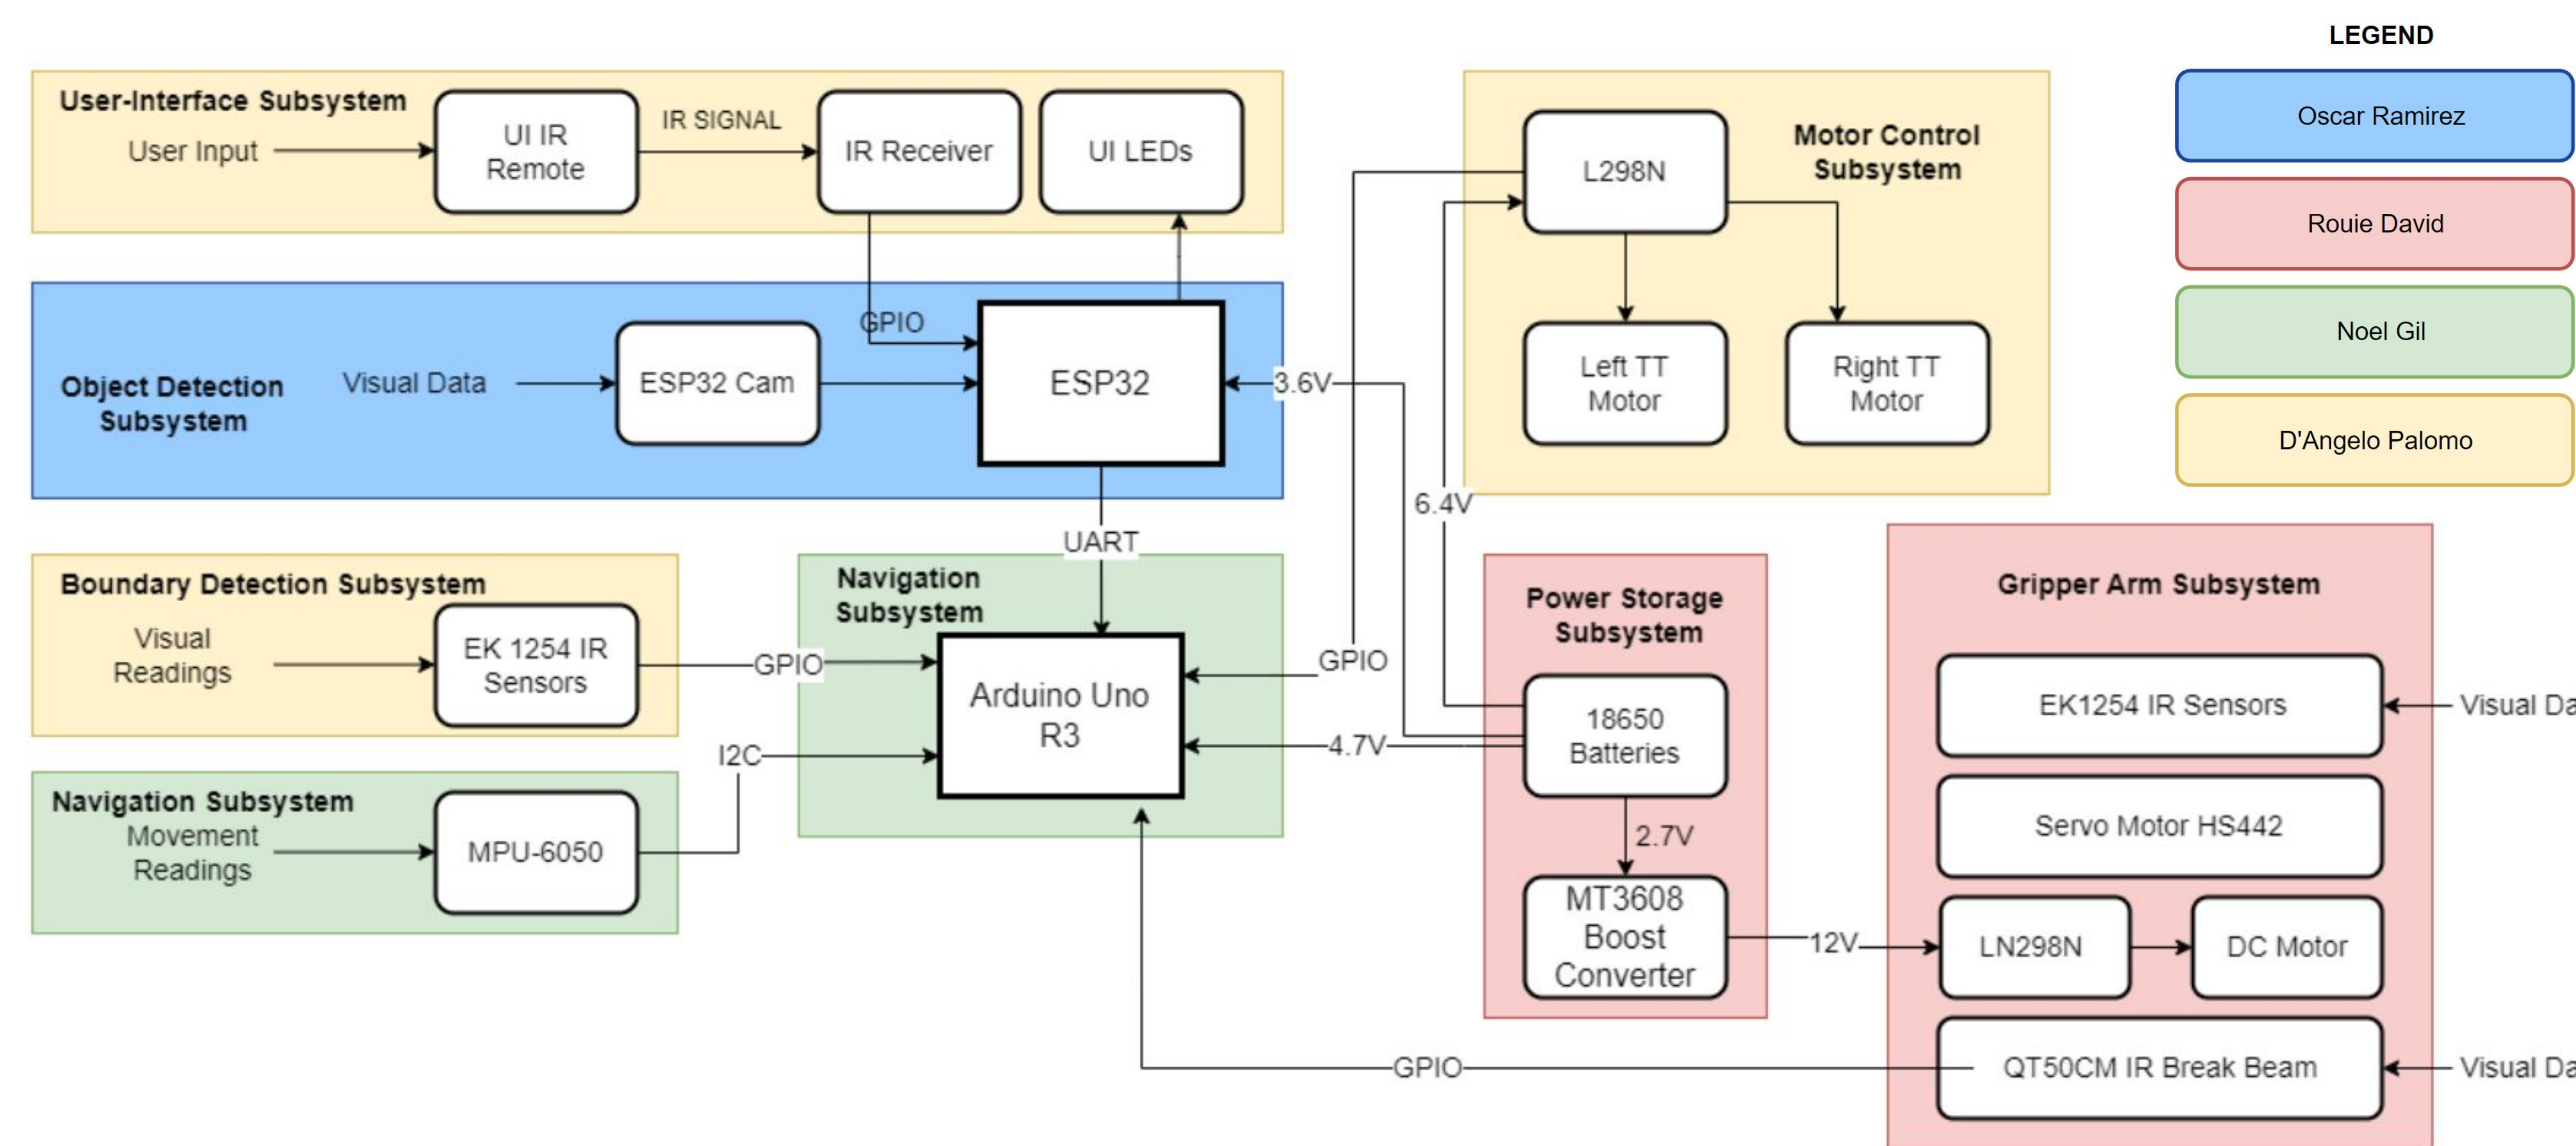 LEGEND
Oscar Ramirez
Rouie David
Noel Gil
D'Angelo Palomo
User-Interface Subsystem
User Input
UI IR
Remote
IR SIGNAL
IR Receiver
UI LEDs
GPIO
Object Detection
Subsystem
Visual Data
ESP32 Cam
ESP32
3.6V
UART
Motor Control
Subsystem
L298N
Left TT
Motor
Right TT
Motor
6.4V
Boundary Detection Subsystem
Visual
Readings
EK 1254 IR
Sensors
GPIO
Navigation Subsystem
Movement
Readings
MPU-6050
I2C
Navigation
Subsystem
Arduino Uno
R3
GPIO
4.7V
Power Storage
Subsystem
18650
Batteries
2.7V
MT3608
Boost
Converter
12V
Gripper Arm Subsystem
EK1254 IR Sensors
Visual Da
Servo Motor HS442
LN298N
DC Motor
QT50CM IR Break Beam
Visual Da
GPIO